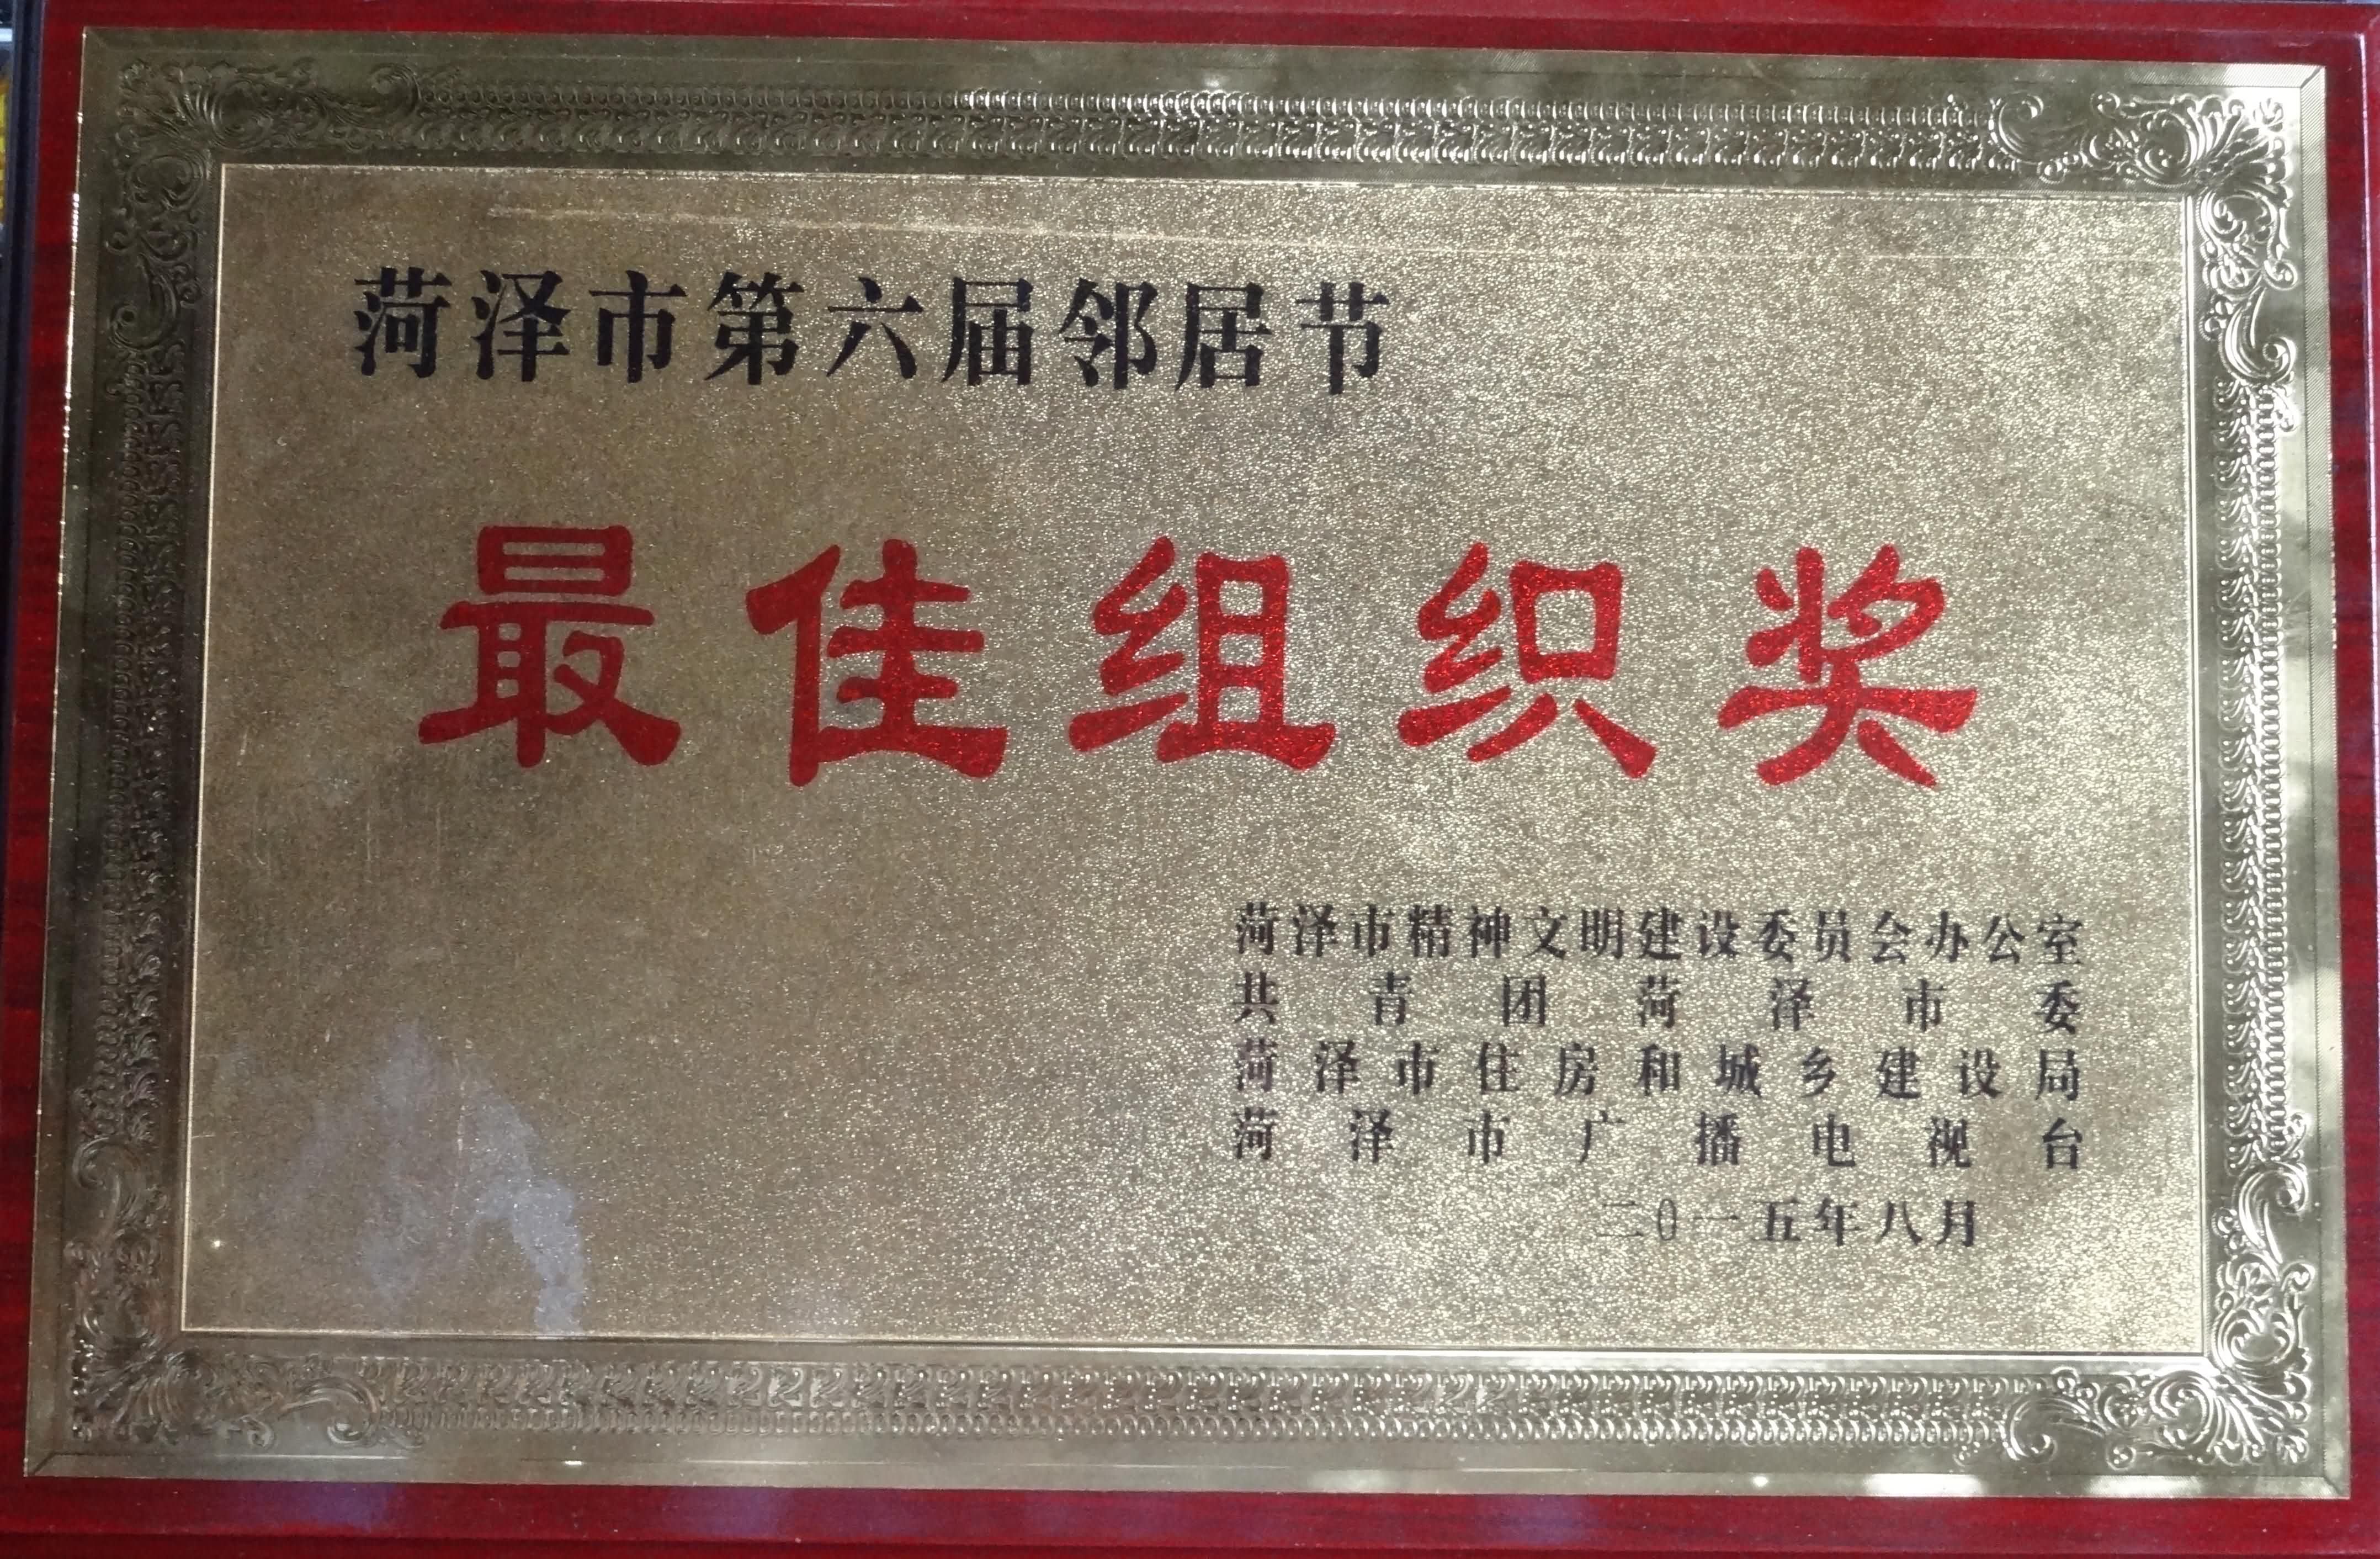 菏泽市第六届邻居节
最佳组织奖
菏泽市精神文明建设委员会办公室
共青团菏泽市委
菏泽市住房和城乡建设局
菏泽市广播电视台
二0一五年八月